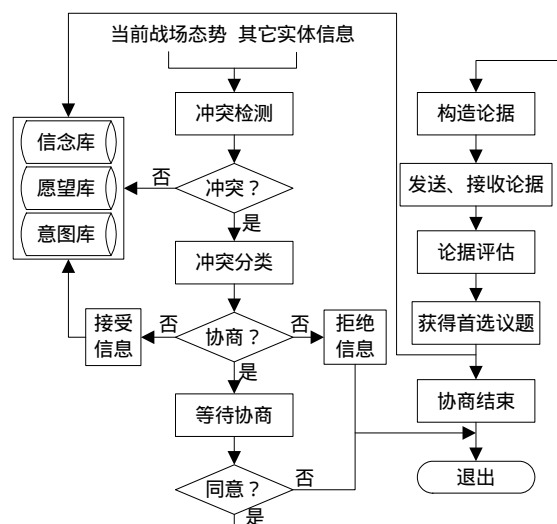 当前战场态势 其它实体信息
冲突检测
信念库
愿望库
意图库
否
冲突？
是
冲突分类
接受
信息
否
协商？
否
拒绝
信息
是
等待协商
同意？
否
是
构造论据
发送、接收论据
论据评估
获得首选议题
协商结束
退出